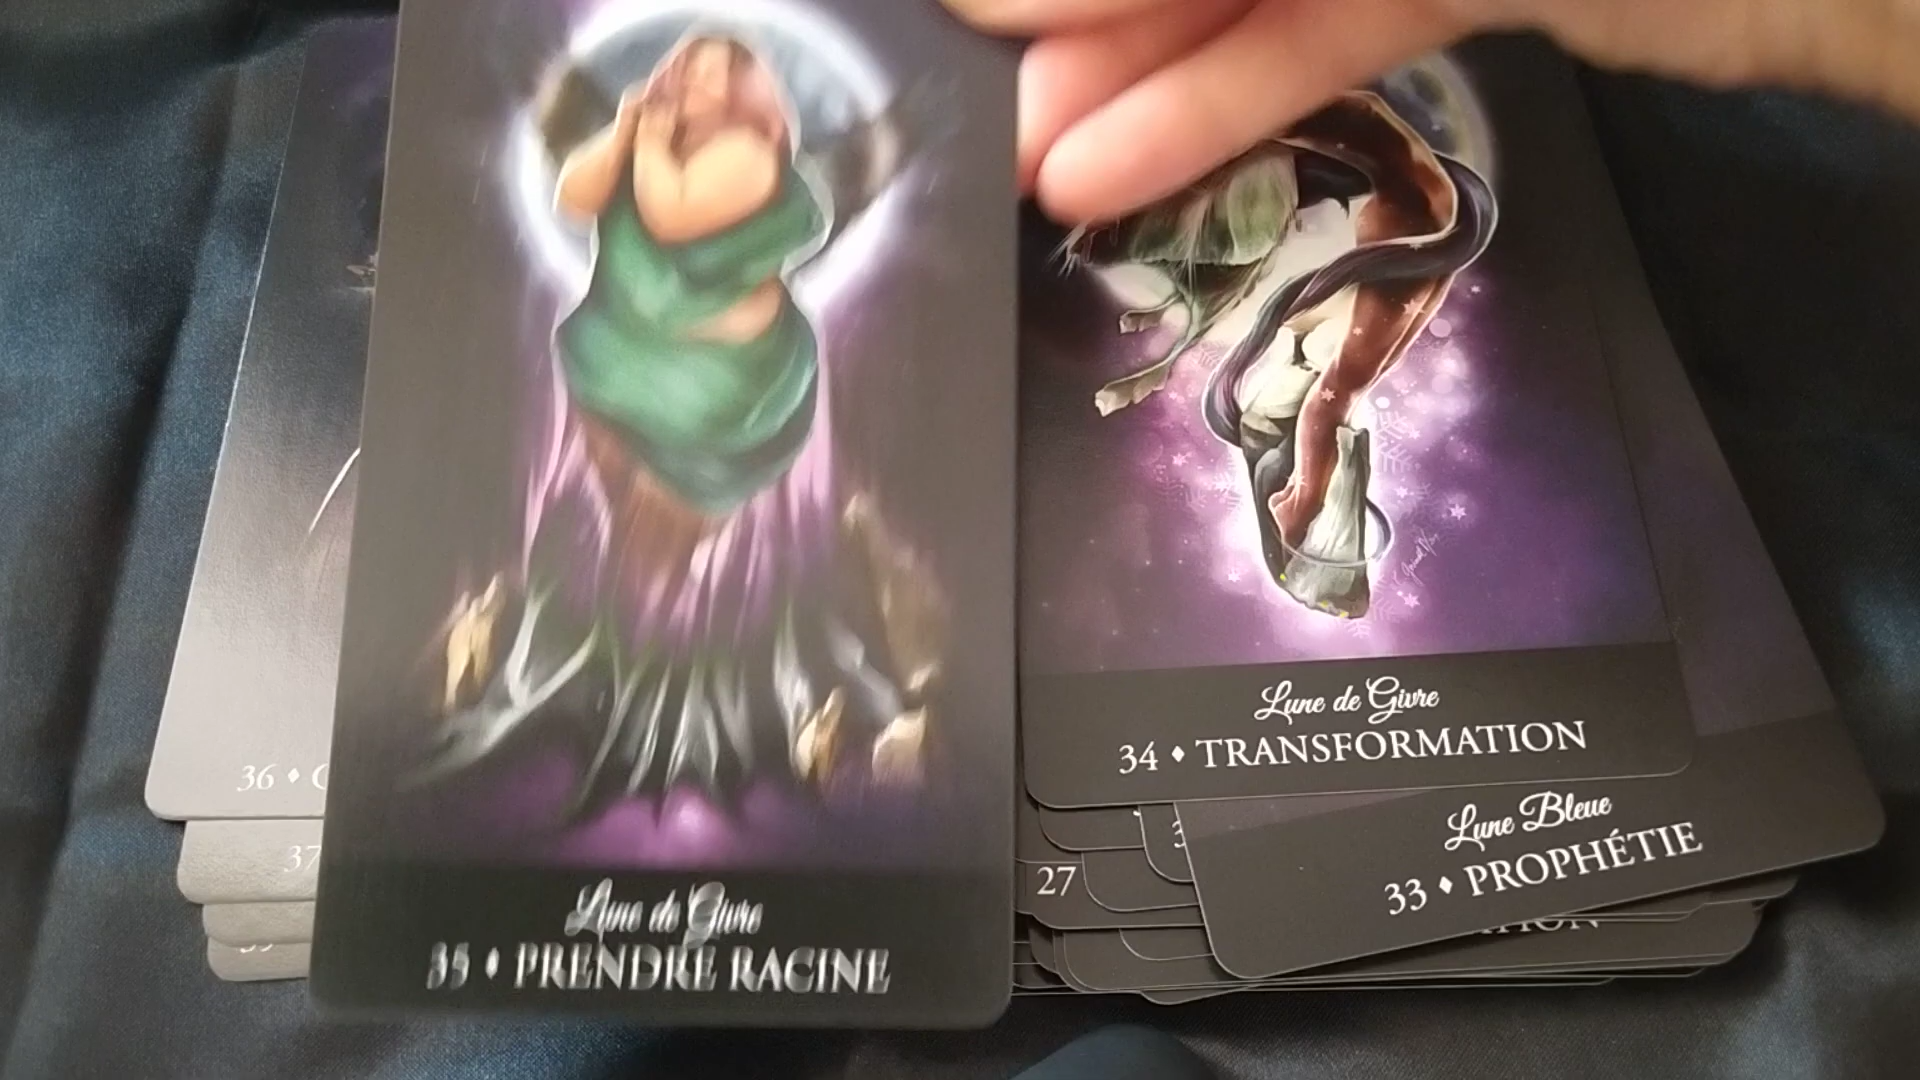 Lune de Givre
35 ♦ PRENDRE RACINE
Lune de Givre
34 ♦ TRANSFORMATION
Lune Bleue
33 ♦ PROPHÉTIE
36 ♦
37
27